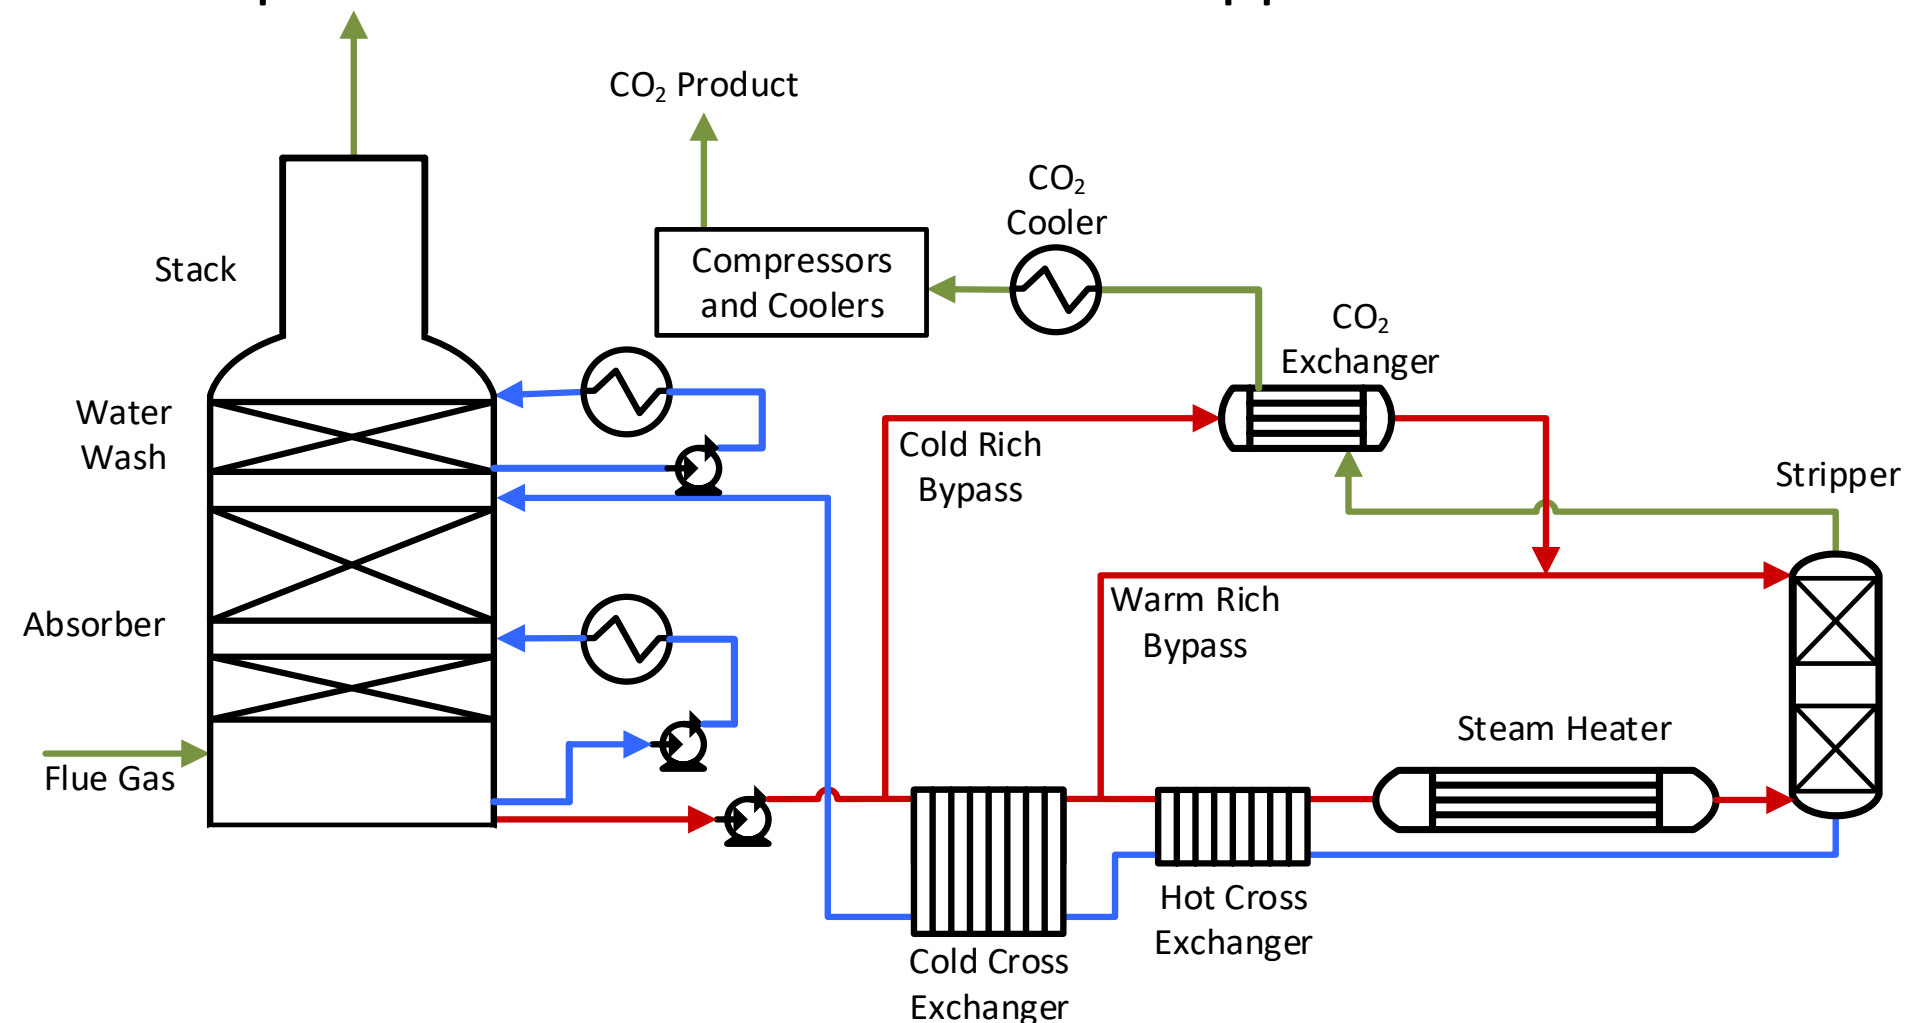 CO₂ Product
CO₂
Cooler
Compressors
and Coolers
Stack
CO₂
Exchanger
Water
Wash
Cold Rich
Bypass
Stripper
Absorber
Warm Rich
Bypass
Steam Heater
Flue Gas
Hot Cross
Exchanger
Cold Cross
Exchanger